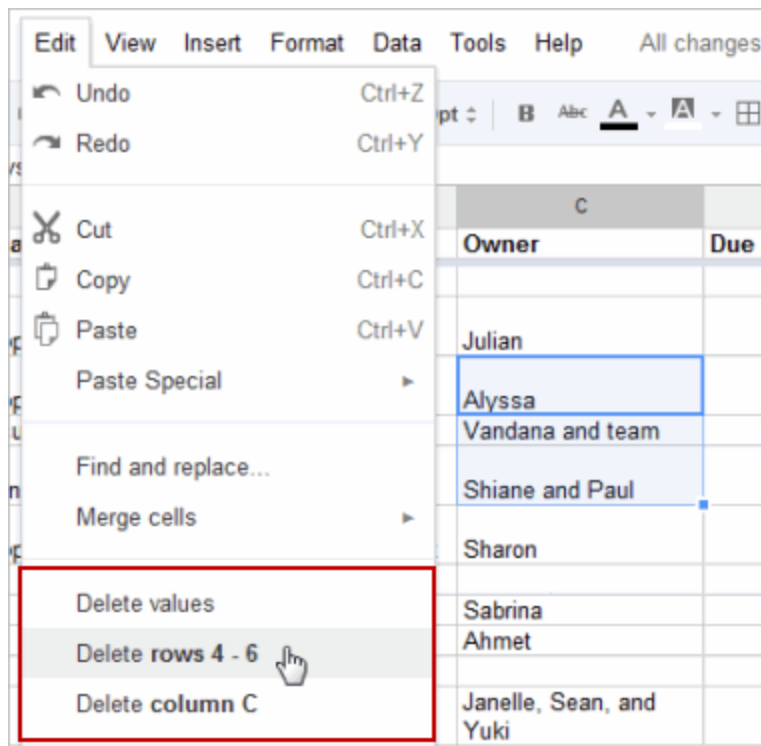 Edit View Insert Format Data Tools Help All changes
Undo Ctrl+Z
Redo Ctrl+Y
pt B Abc A A
Cut Ctrl+X
Copy Ctrl+C
Paste Ctrl+V
Paste Special
Find and replace...
Merge cells
Delete values
Delete rows 4 - 6
Delete column C
C
Owner Due
Julian
Alyssa
Vandana and team
Shiane and Paul
Sharon
Sabrina
Ahmet
Janelle, Sean, and
Yuki